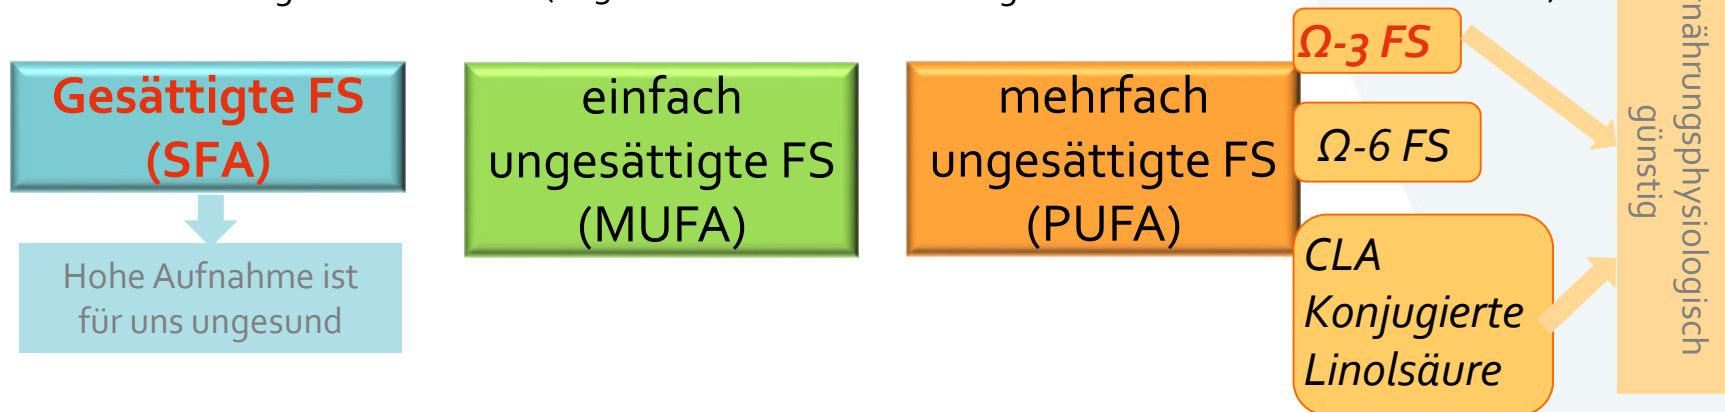 Gesättigte FS
(SFA)
Hohe Aufnahme ist
für uns ungesund
einfach
ungesättigte FS
(MUFA)
mehrfach
ungesättigte FS
(PUFA)
Ω-3 FS
Ω-6 FS
CLA
Konjugierte
Linolsäure
rnährungsphysiologisch
günstig